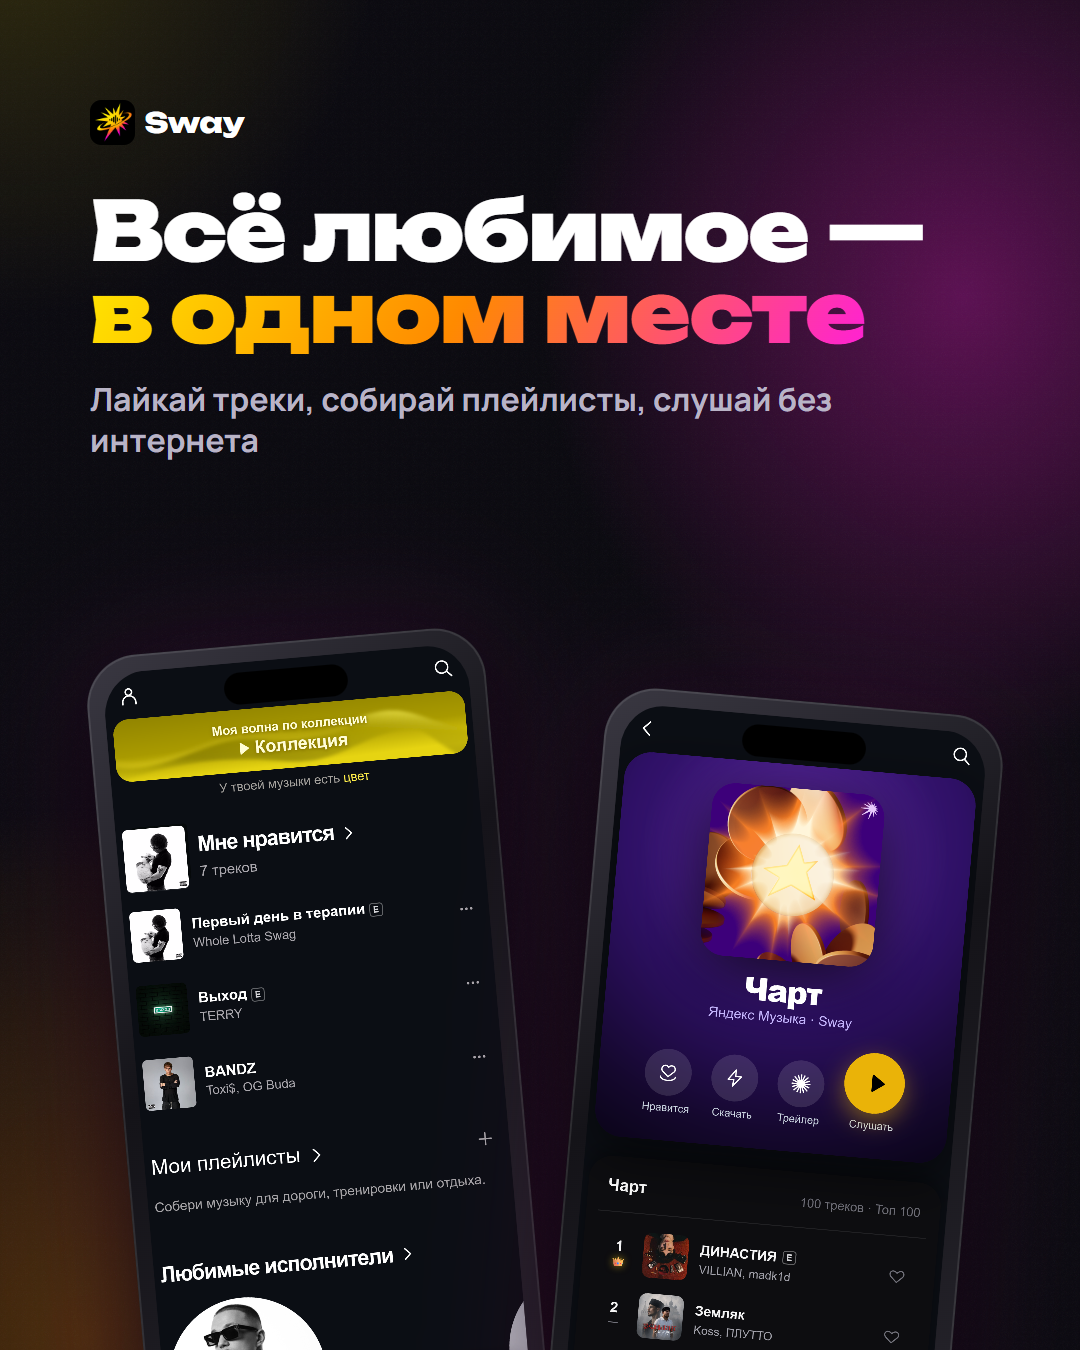 Sway
Всё любимое —
в одном месте
Лайкай треки, собирай плейлисты, слушай без
интернета
Моя волна по коллекции
Коллекция
У твоей музыки есть цвет
Мне нравится
7 треков
Первый день в терапии E
Whole Lotta Swag
Выход E
TERRY
BANDZ
Toxi$, OG Buda
Мои плейлисты
Собери музыку для дороги, тренировки или отдыха.
Любимые исполнители
Чарт
Яндекс Музыка · Sway
Нравится
Скачать
Трейлер
Слушать
Чарт
100 треков · Топ 100
1
ДИНАСТИЯ E
VILLIAN, madk1d
2
Земляк
Koss, ПЛУТТО